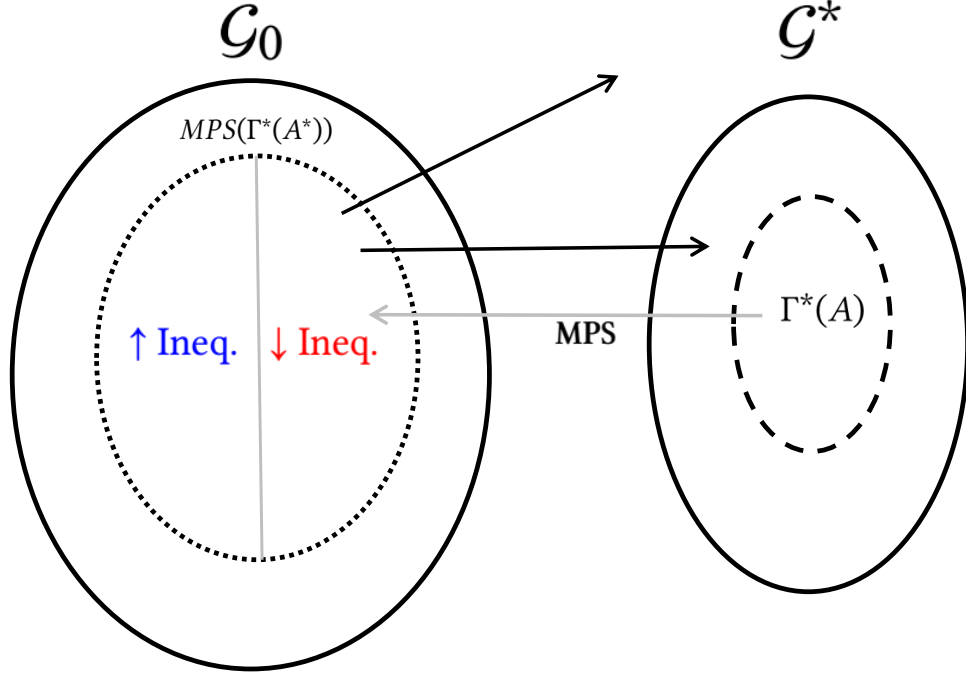 𝒢₀
𝒢*
MPS(Γ*(A*))
Γ*(A)
MPS
↑ Ineq.
↓ Ineq.